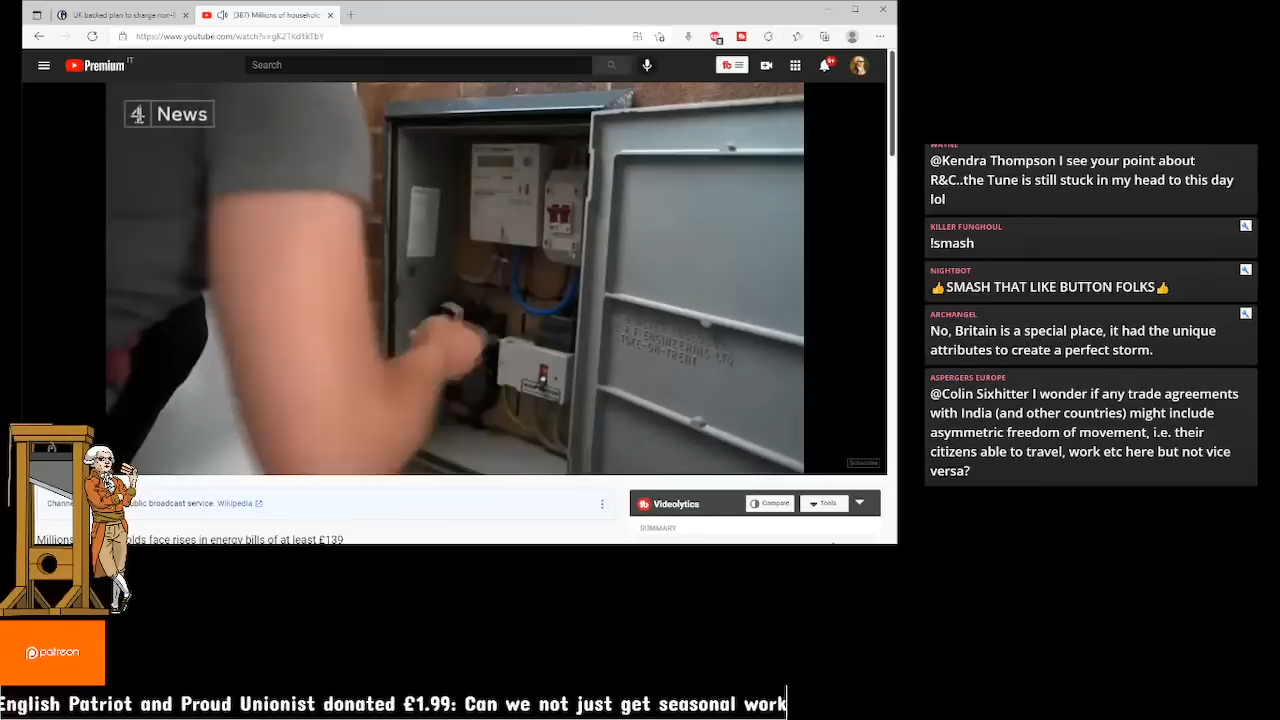 UK backed plan to charge non-E
(387) Millions of household
https://www.youtube.com/watch?v=gKZTKd1kTbY
Premium IT
Search
9+
4 News
Subscribe
public broadcast service. Wikipedia
Videolytics
Compare
Tools
SUMMARY
olds face rises in energy bills of at least £139
WAYNE
@Kendra Thompson I see your point about
R&C..the Tune is still stuck in my head to this day
lol
KILLER FUNGHOUL
!smash
NIGHTBOT
👍SMASH THAT LIKE BUTTON FOLKS👍
ARCHANGEL
No, Britain is a special place, it had the unique
attributes to create a perfect storm.
ASPERGERS EUROPE
@Colin Sixhitter I wonder if any trade agreements
with India (and other countries) might include
asymmetric freedom of movement, i.e. their
citizens able to travel, work etc here but not vice
versa?
patreon
English Patriot and Proud Unionist donated £1.99: Can we not just get seasonal work